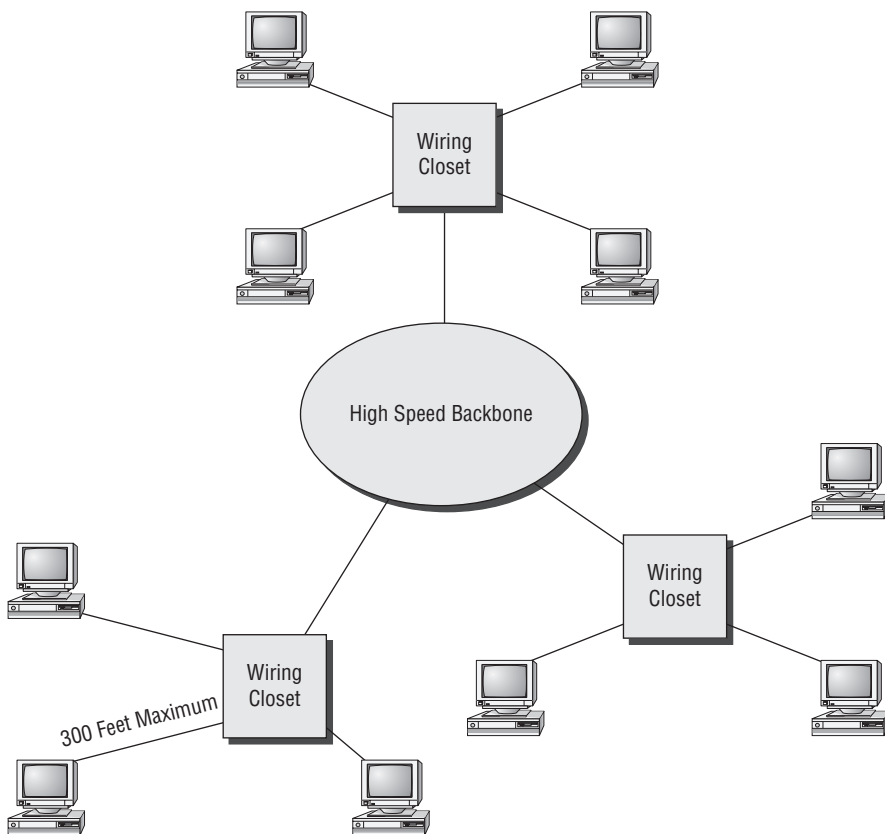 Wiring
Closet
High Speed Backbone
Wiring
Closet
Wiring
Closet
300 Feet Maximum